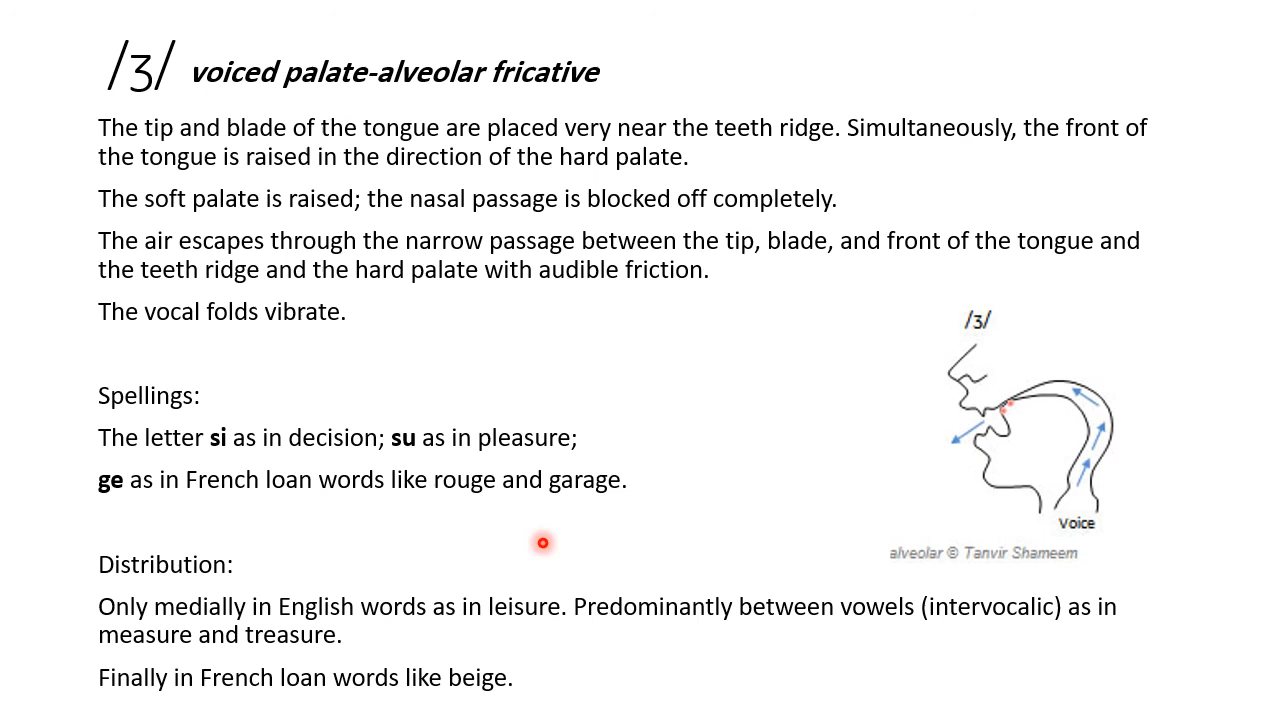 /ʒ/ voiced palate-alveolar fricative
The tip and blade of the tongue are placed very near the teeth ridge. Simultaneously, the front of
the tongue is raised in the direction of the hard palate.
The soft palate is raised; the nasal passage is blocked off completely.
The air escapes through the narrow passage between the tip, blade, and front of the tongue and
the teeth ridge and the hard palate with audible friction.
The vocal folds vibrate.
Spellings:
The letter si as in decision; su as in pleasure;
ge as in French loan words like rouge and garage.
Distribution:
Only medially in English words as in leisure. Predominantly between vowels (intervocalic) as in
measure and treasure.
Finally in French loan words like beige.
/ʒ/
Voice
alveolar © Tanvir Shameem